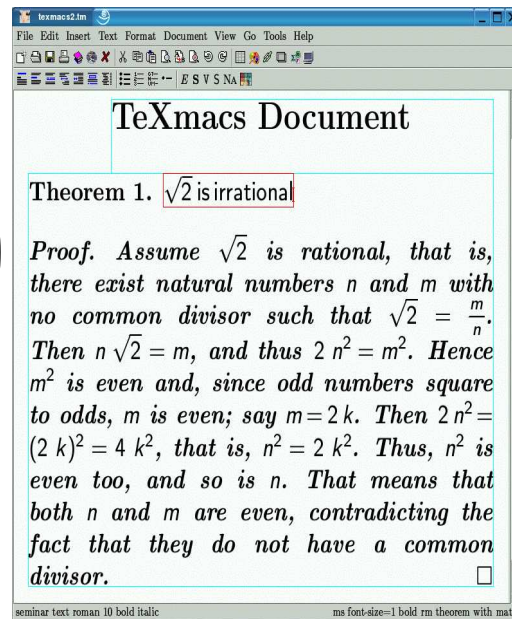 texmacs2.tm
File Edit Insert Text Format Document View Go Tools Help
E S V S NA
TeXmacs Document
Theorem 1. √2 is irrational
Proof. Assume √2 is rational, that is,
there exist natural numbers n and m with
no common divisor such that √2 = m/n.
Then n √2 = m, and thus 2 n² = m². Hence
m² is even and, since odd numbers square
to odds, m is even; say m = 2 k. Then 2 n² =
(2 k)² = 4 k², that is, n² = 2 k². Thus, n² is
even too, and so is n. That means that
both n and m are even, contradicting the
fact that they do not have a common
divisor. □
seminar text roman 10 bold italic ms font-size=1 bold rm theorem with mat